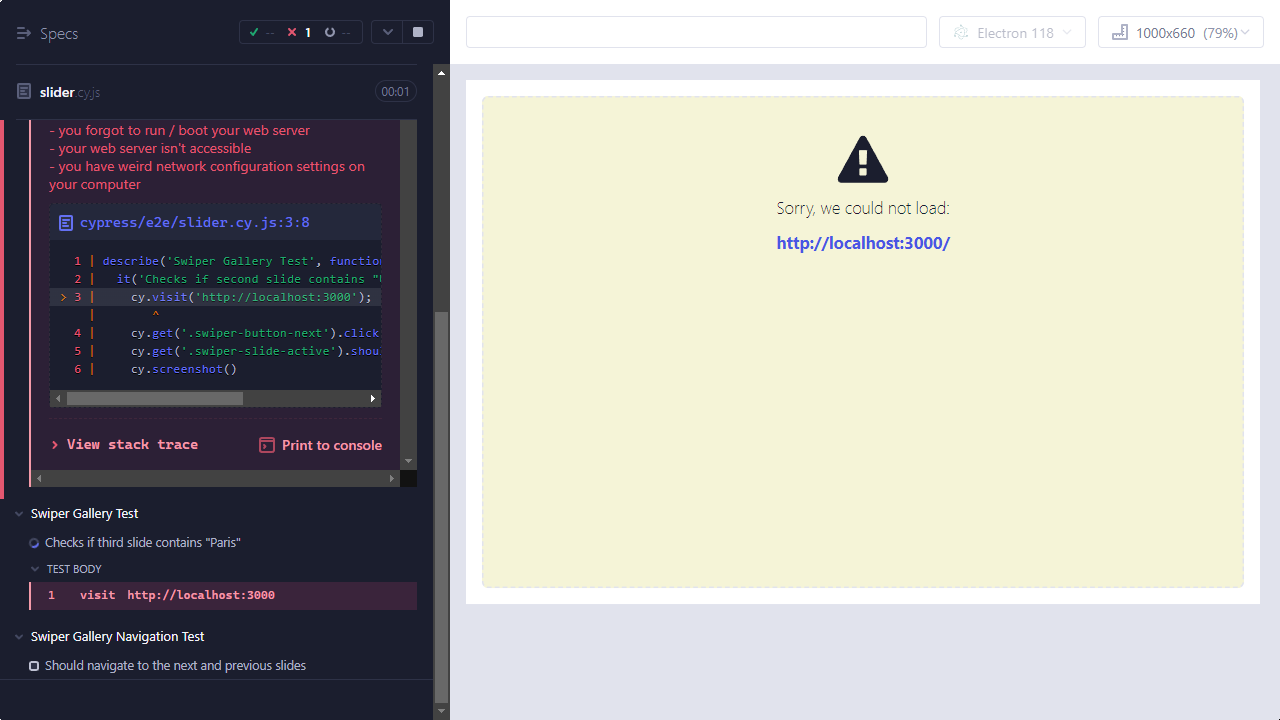 Specs
--
1
--
Electron 118
1000x660 (79%)
slider.cy.js
00:01
- you forgot to run / boot your web server
- your web server isn't accessible
- you have weird network configuration settings on
your computer
cypress/e2e/slider.cy.js:3:8
1 | describe('Swiper Gallery Test', function
2 | it('Checks if second slide contains "
> 3 | cy.visit('http://localhost:3000');
| ^
4 | cy.get('.swiper-button-next').click
5 | cy.get('.swiper-slide-active').shou
6 | cy.screenshot()
View stack trace
Print to console
Swiper Gallery Test
Checks if third slide contains "Paris"
TEST BODY
1 visit http://localhost:3000
Swiper Gallery Navigation Test
Should navigate to the next and previous slides
Sorry, we could not load:
http://localhost:3000/